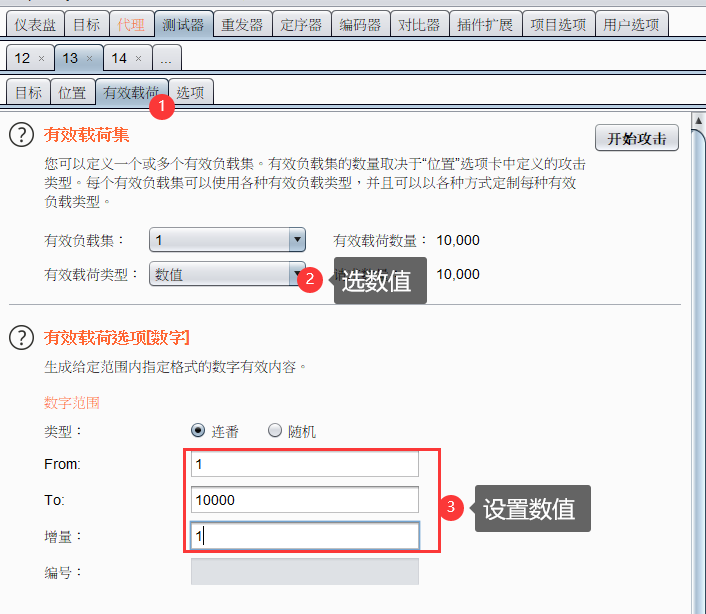 仪表盘 目标 代理 测试器 重发器 定序器 编码器 对比器 插件扩展 项目选项 用户选项
12 × 13 × 14 × ...
目标 位置 有效载荷 选项
1
? 有效载荷集 开始攻击
您可以定义一个或多个有效负载集。有效负载集的数量取决于“位置”选项卡中定义的攻击
类型。每个有效负载集可以使用各种有效负载类型，并且可以以各种方式定制每种有效
负载类型。
有效负载集： 1 有效载荷数量： 10,000
有效载荷类型： 数值 2 选数值 10,000
? 有效载荷选项[数字]
生成给定范围内指定格式的数字有效内容。
数字范围
类型： 连番 随机
From: 1
To: 10000 3 设置数值
增量： 1
编号：